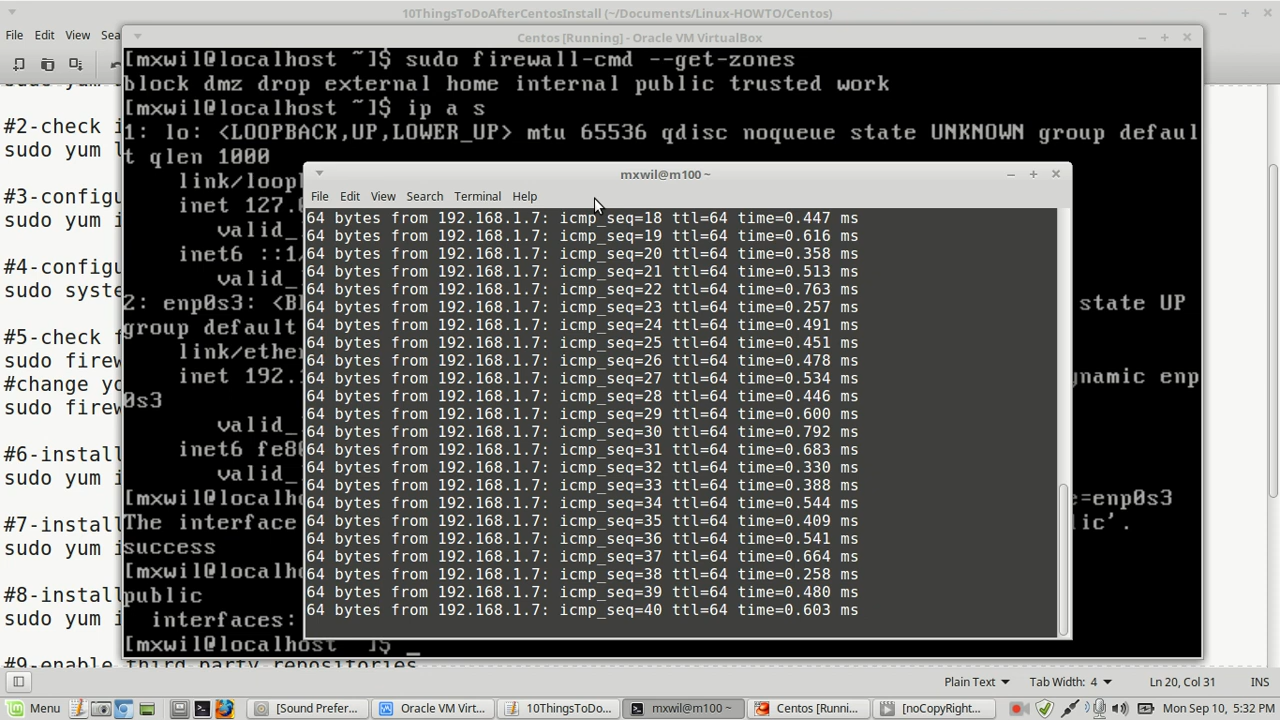 10ThingsToDoAfterCentosInstall (~/Documents/Linux-HOWTO/Centos)
File Edit View Sea
Centos [Running] - Oracle VM VirtualBox
sudo yum
#2-check i
sudo yum l
#3-configu
sudo yum i
#4-configu
sudo syste
#5-check f
sudo firew
#change yo
sudo firew
#6-install
sudo yum i
#7-install
sudo yum i
#8-install
sudo yum i
#9-enable third party repositories
[mxwil@localhost ~]$ sudo firewall-cmd --get-zones
block dmz drop external home internal public trusted work
[mxwil@localhost ~]$ ip a s
1: lo: <LOOPBACK,UP,LOWER_UP> mtu 65536 qdisc noqueue state UNKNOWN group defaul
t qlen 1000
link/loopb
inet 127.0
valid_
inet6 ::1/
valid_
2: enp0s3: <B state UP
group default
link/ether
inet 192.1 ynamic enp
0s3
valid_
inet6 fe80
valid_
[mxwil@localho =enp0s3
The interface lic'.
success
[mxwil@localho
public
interfaces:
[mxwil@localhost ~]$ _
mxwil@m100 ~
File Edit View Search Terminal Help
64 bytes from 192.168.1.7: icmp_seq=18 ttl=64 time=0.447 ms
64 bytes from 192.168.1.7: icmp_seq=19 ttl=64 time=0.616 ms
64 bytes from 192.168.1.7: icmp_seq=20 ttl=64 time=0.358 ms
64 bytes from 192.168.1.7: icmp_seq=21 ttl=64 time=0.513 ms
64 bytes from 192.168.1.7: icmp_seq=22 ttl=64 time=0.763 ms
64 bytes from 192.168.1.7: icmp_seq=23 ttl=64 time=0.257 ms
64 bytes from 192.168.1.7: icmp_seq=24 ttl=64 time=0.491 ms
64 bytes from 192.168.1.7: icmp_seq=25 ttl=64 time=0.451 ms
64 bytes from 192.168.1.7: icmp_seq=26 ttl=64 time=0.478 ms
64 bytes from 192.168.1.7: icmp_seq=27 ttl=64 time=0.534 ms
64 bytes from 192.168.1.7: icmp_seq=28 ttl=64 time=0.446 ms
64 bytes from 192.168.1.7: icmp_seq=29 ttl=64 time=0.600 ms
64 bytes from 192.168.1.7: icmp_seq=30 ttl=64 time=0.792 ms
64 bytes from 192.168.1.7: icmp_seq=31 ttl=64 time=0.683 ms
64 bytes from 192.168.1.7: icmp_seq=32 ttl=64 time=0.330 ms
64 bytes from 192.168.1.7: icmp_seq=33 ttl=64 time=0.388 ms
64 bytes from 192.168.1.7: icmp_seq=34 ttl=64 time=0.544 ms
64 bytes from 192.168.1.7: icmp_seq=35 ttl=64 time=0.409 ms
64 bytes from 192.168.1.7: icmp_seq=36 ttl=64 time=0.541 ms
64 bytes from 192.168.1.7: icmp_seq=37 ttl=64 time=0.664 ms
64 bytes from 192.168.1.7: icmp_seq=38 ttl=64 time=0.258 ms
64 bytes from 192.168.1.7: icmp_seq=39 ttl=64 time=0.480 ms
64 bytes from 192.168.1.7: icmp_seq=40 ttl=64 time=0.603 ms
Plain Text Tab Width: 4 Ln 20, Col 31 INS
Menu [Sound Prefer... Oracle VM Virt... 10ThingsToDo... mxwil@m100 ~ Centos [Runni... [noCopyRight... Mon Sep 10, 5:32 PM